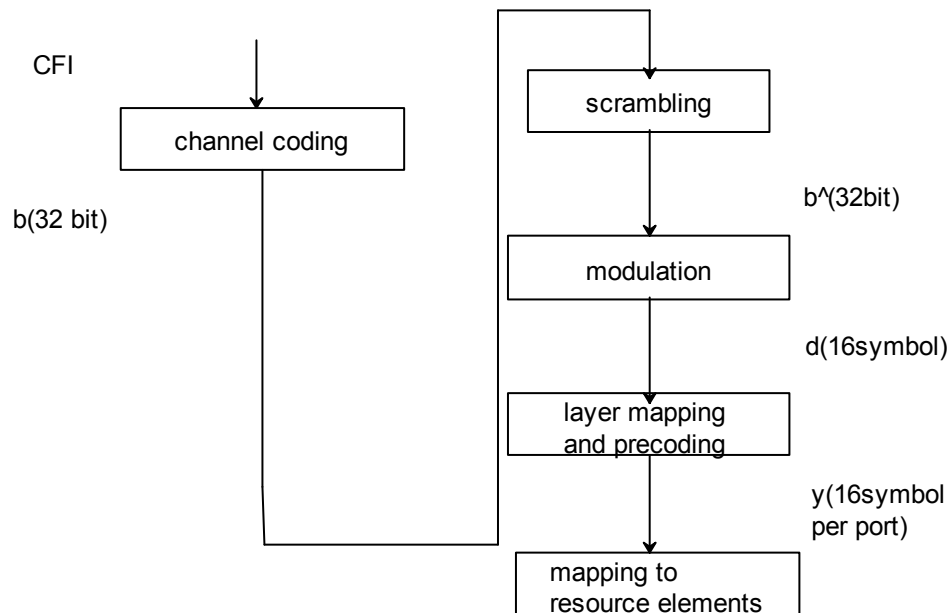 CFI
channel coding
b(32 bit)
scrambling
b^(32bit)
modulation
d(16symbol)
layer mapping
and precoding
y(16symbol
per port)
mapping to
resource elements